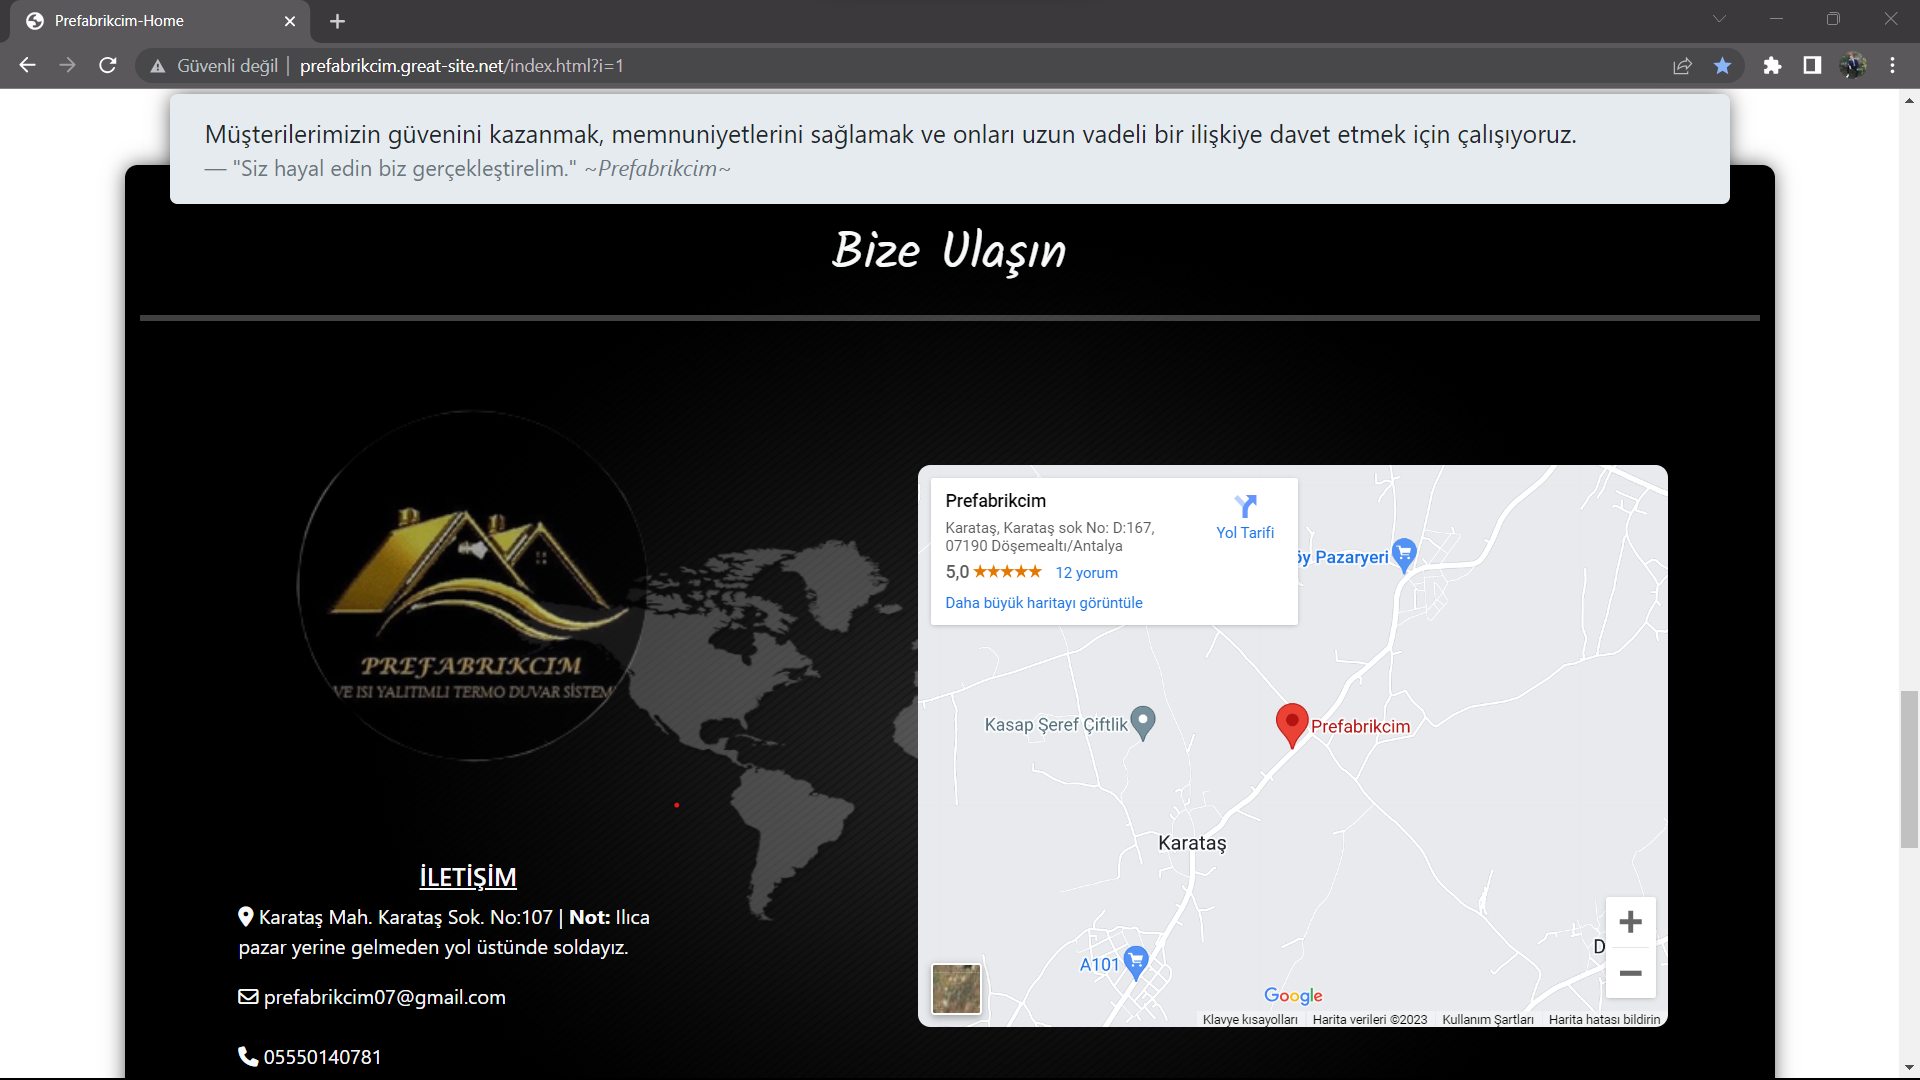 Prefabrikcim-Home
Güvenli değil | prefabrikcim.great-site.net/index.html?i=1
Müşterilerimizin güvenini kazanmak, memnuniyetlerini sağlamak ve onları uzun vadeli bir ilişkiye davet etmek için çalışıyoruz.
— "Siz hayal edin biz gerçekleştirelim." ~Prefabrikcim~
Bize Ulaşın
PREFABRIKCIM
VE ISI YALITIMLI TERMO DUVAR SİSTEM
İLETİŞİM
Karataş Mah. Karataş Sok. No:107 | Not: Ilıca
pazar yerine gelmeden yol üstünde soldayız.
prefabrikcim07@gmail.com
05550140781
Prefabrikcim
Karataş, Karataş sok No: D:167,
07190 Döşemealtı/Antalya
5,0 ★★★★★ 12 yorum
Daha büyük haritayı görüntüle
Yol Tarifi
öy Pazaryeri
Kasap Şeref Çiftlik
Prefabrikcim
Karataş
A101
D
Google
Klavye kısayolları Harita verileri ©2023 Kullanım Şartları Harita hatası bildirin